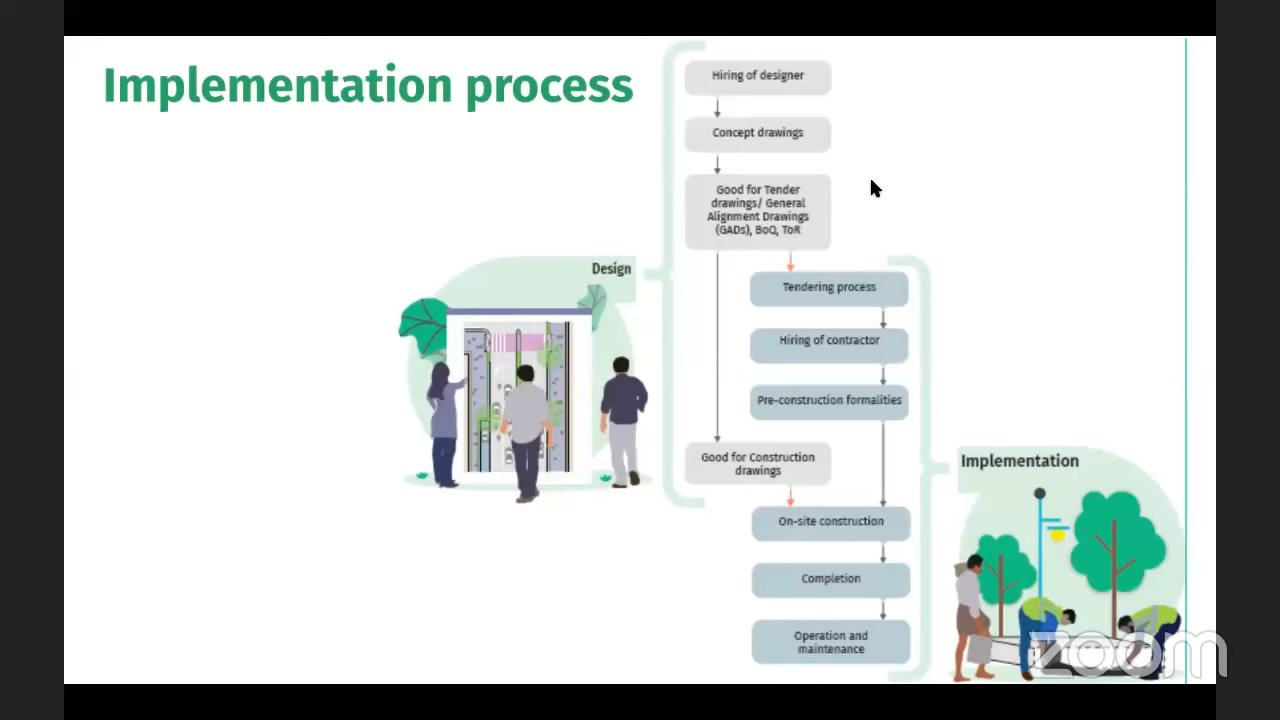 Implementation process
Hiring of designer
Concept drawings
Good for Tender
drawings/ General
Alignment Drawings
(GADs), BoQ, ToR
Design
Tendering process
Hiring of contractor
Pre-construction formalities
Good for Construction
drawings
Implementation
On-site construction
Completion
Operation and
maintenance
zoom